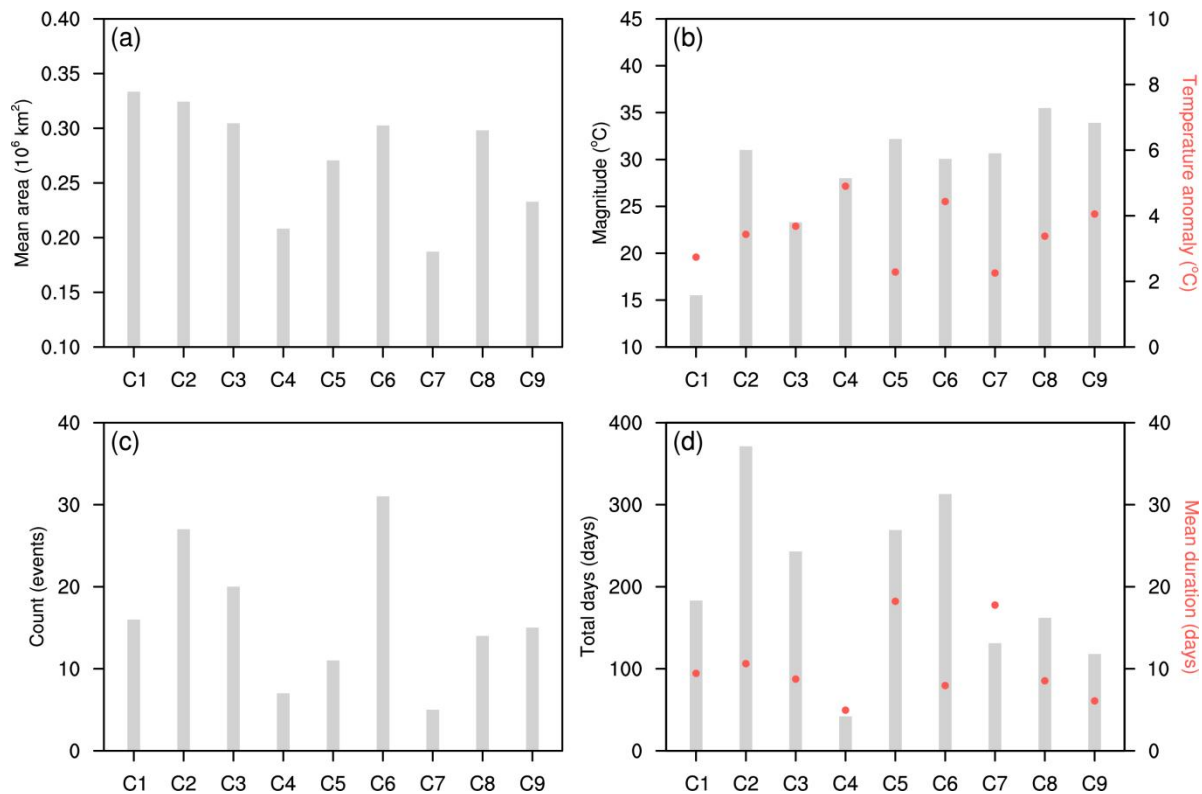 (a)
Mean area (10⁶ km²)
0.40
0.35
0.30
0.25
0.20
0.15
0.10
C1 C2 C3 C4 C5 C6 C7 C8 C9
(b)
Magnitude (°C)
45
40
35
30
25
20
15
10
Temperature anomaly (°C)
10
8
6
4
2
0
C1 C2 C3 C4 C5 C6 C7 C8 C9
(c)
Count (events)
40
30
20
10
0
C1 C2 C3 C4 C5 C6 C7 C8 C9
(d)
Total days (days)
400
300
200
100
0
Mean duration (days)
40
30
20
10
0
C1 C2 C3 C4 C5 C6 C7 C8 C9